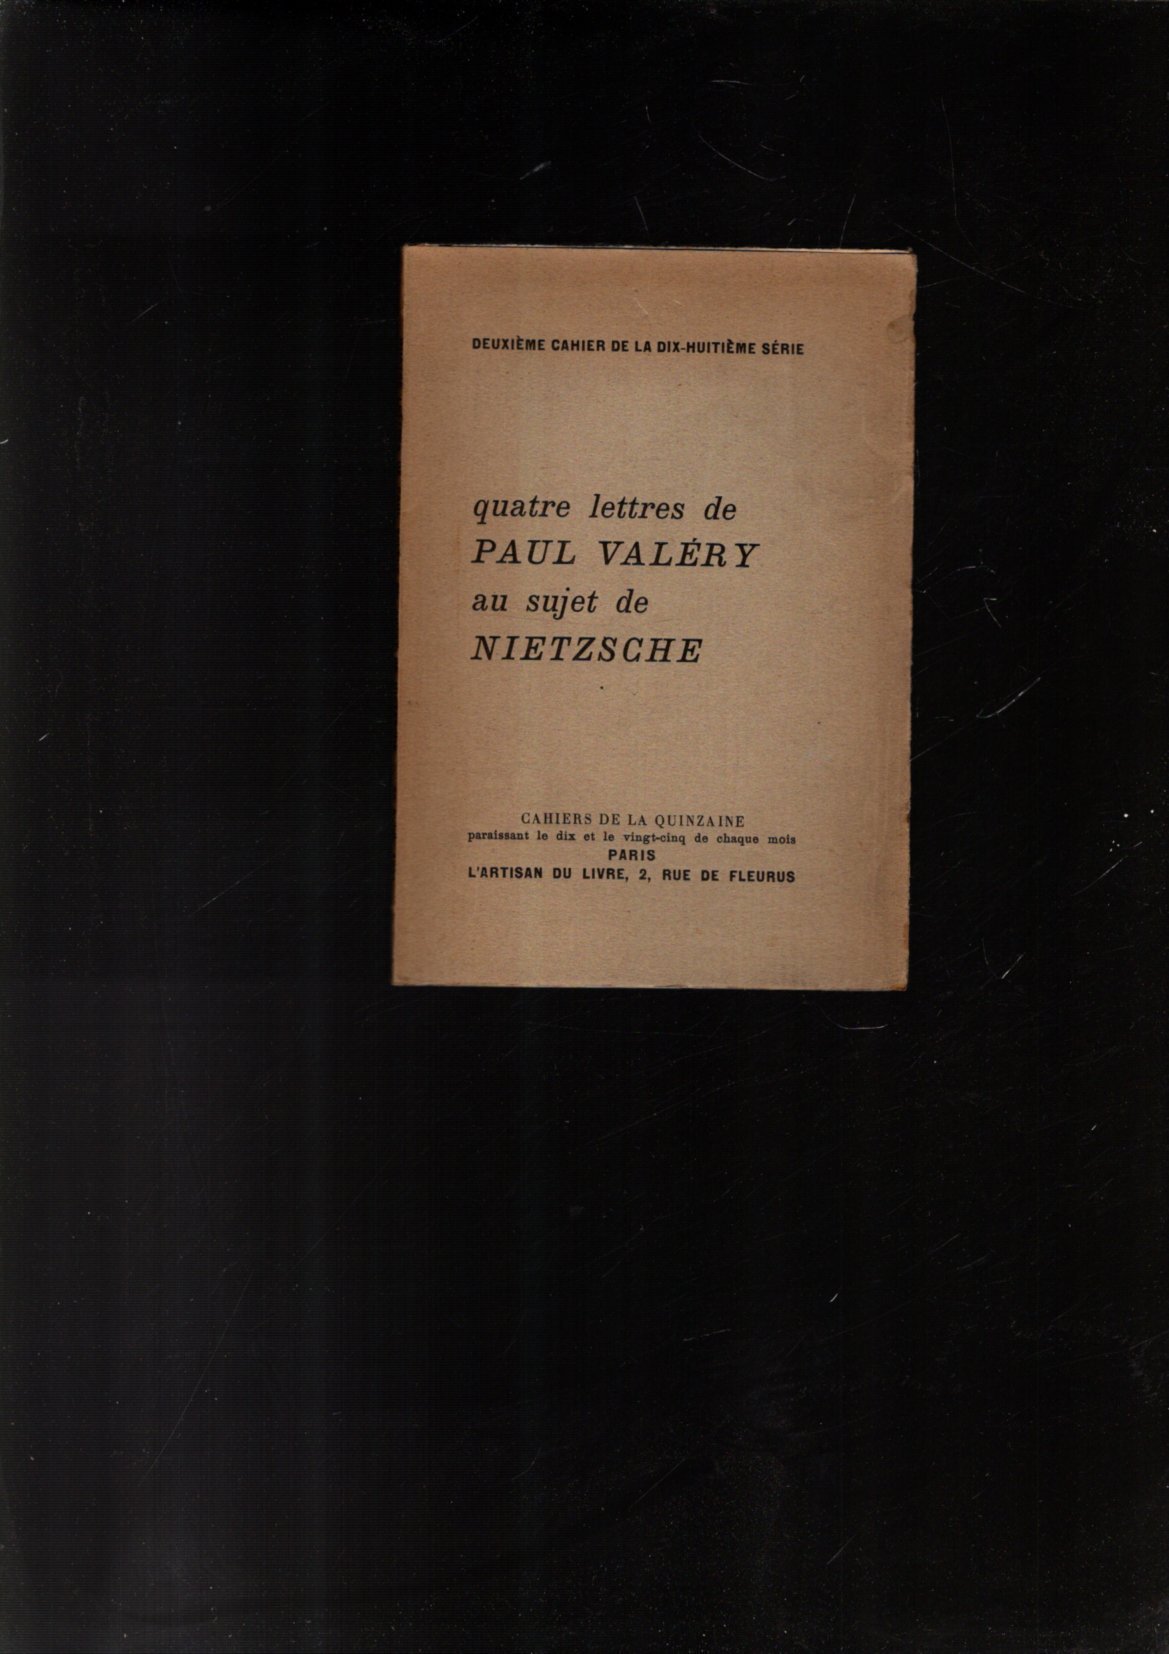 DEUXIÈME CAHIER DE LA DIX-HUITIÈME SÉRIE
quatre lettres de
PAUL VALÉRY
au sujet de
NIETZSCHE
CAHIERS DE LA QUINZAINE
paraissant le dix et le vingt-cinq de chaque mois
PARIS
L'ARTISAN DU LIVRE, 2, RUE DE FLEURUS